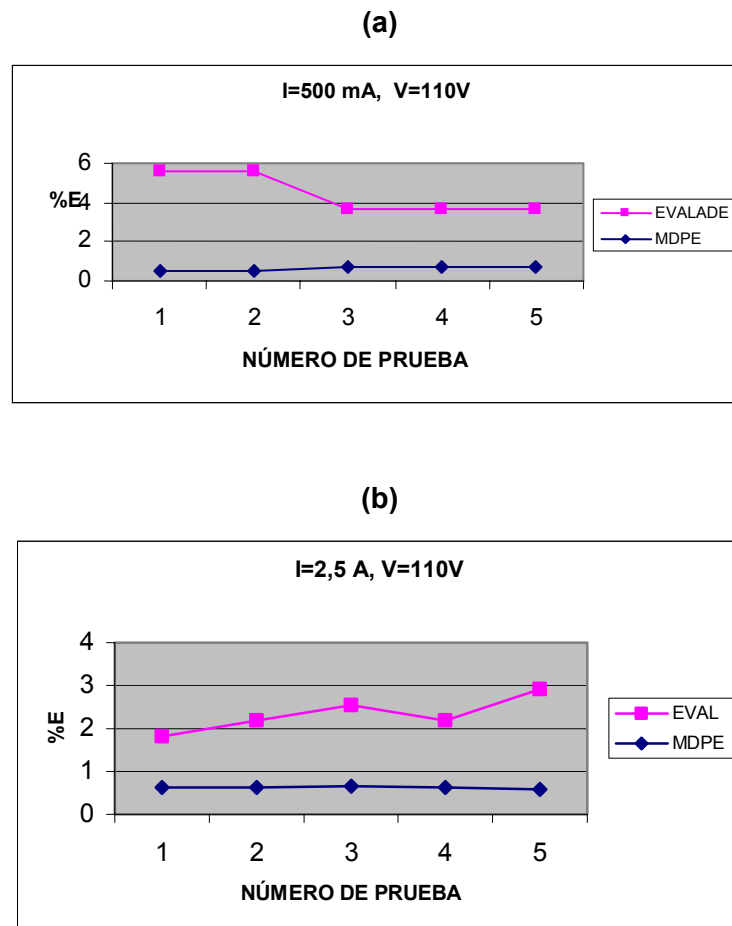 (a)
I=500 mA, V=110V
6
%E
4
2
0
EVALADE
MDPE
1 2 3 4 5
NÚMERO DE PRUEBA
(b)
I=2,5 A, V=110V
4
3
2
1
0
%E
EVAL
MDPE
1 2 3 4 5
NÚMERO DE PRUEBA